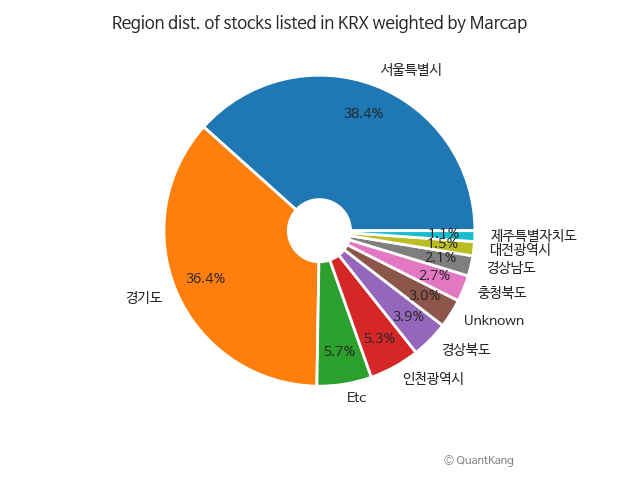 Region dist. of stocks listed in KRX weighted by Marcap
서울특별시
38.4%
경기도
36.4%
Etc
5.7%
인천광역시
5.3%
경상북도
3.9%
Unknown
3.0%
충청북도
2.7%
경상남도
2.1%
대전광역시
1.5%
제주특별자치도
1.1%
© QuantKang